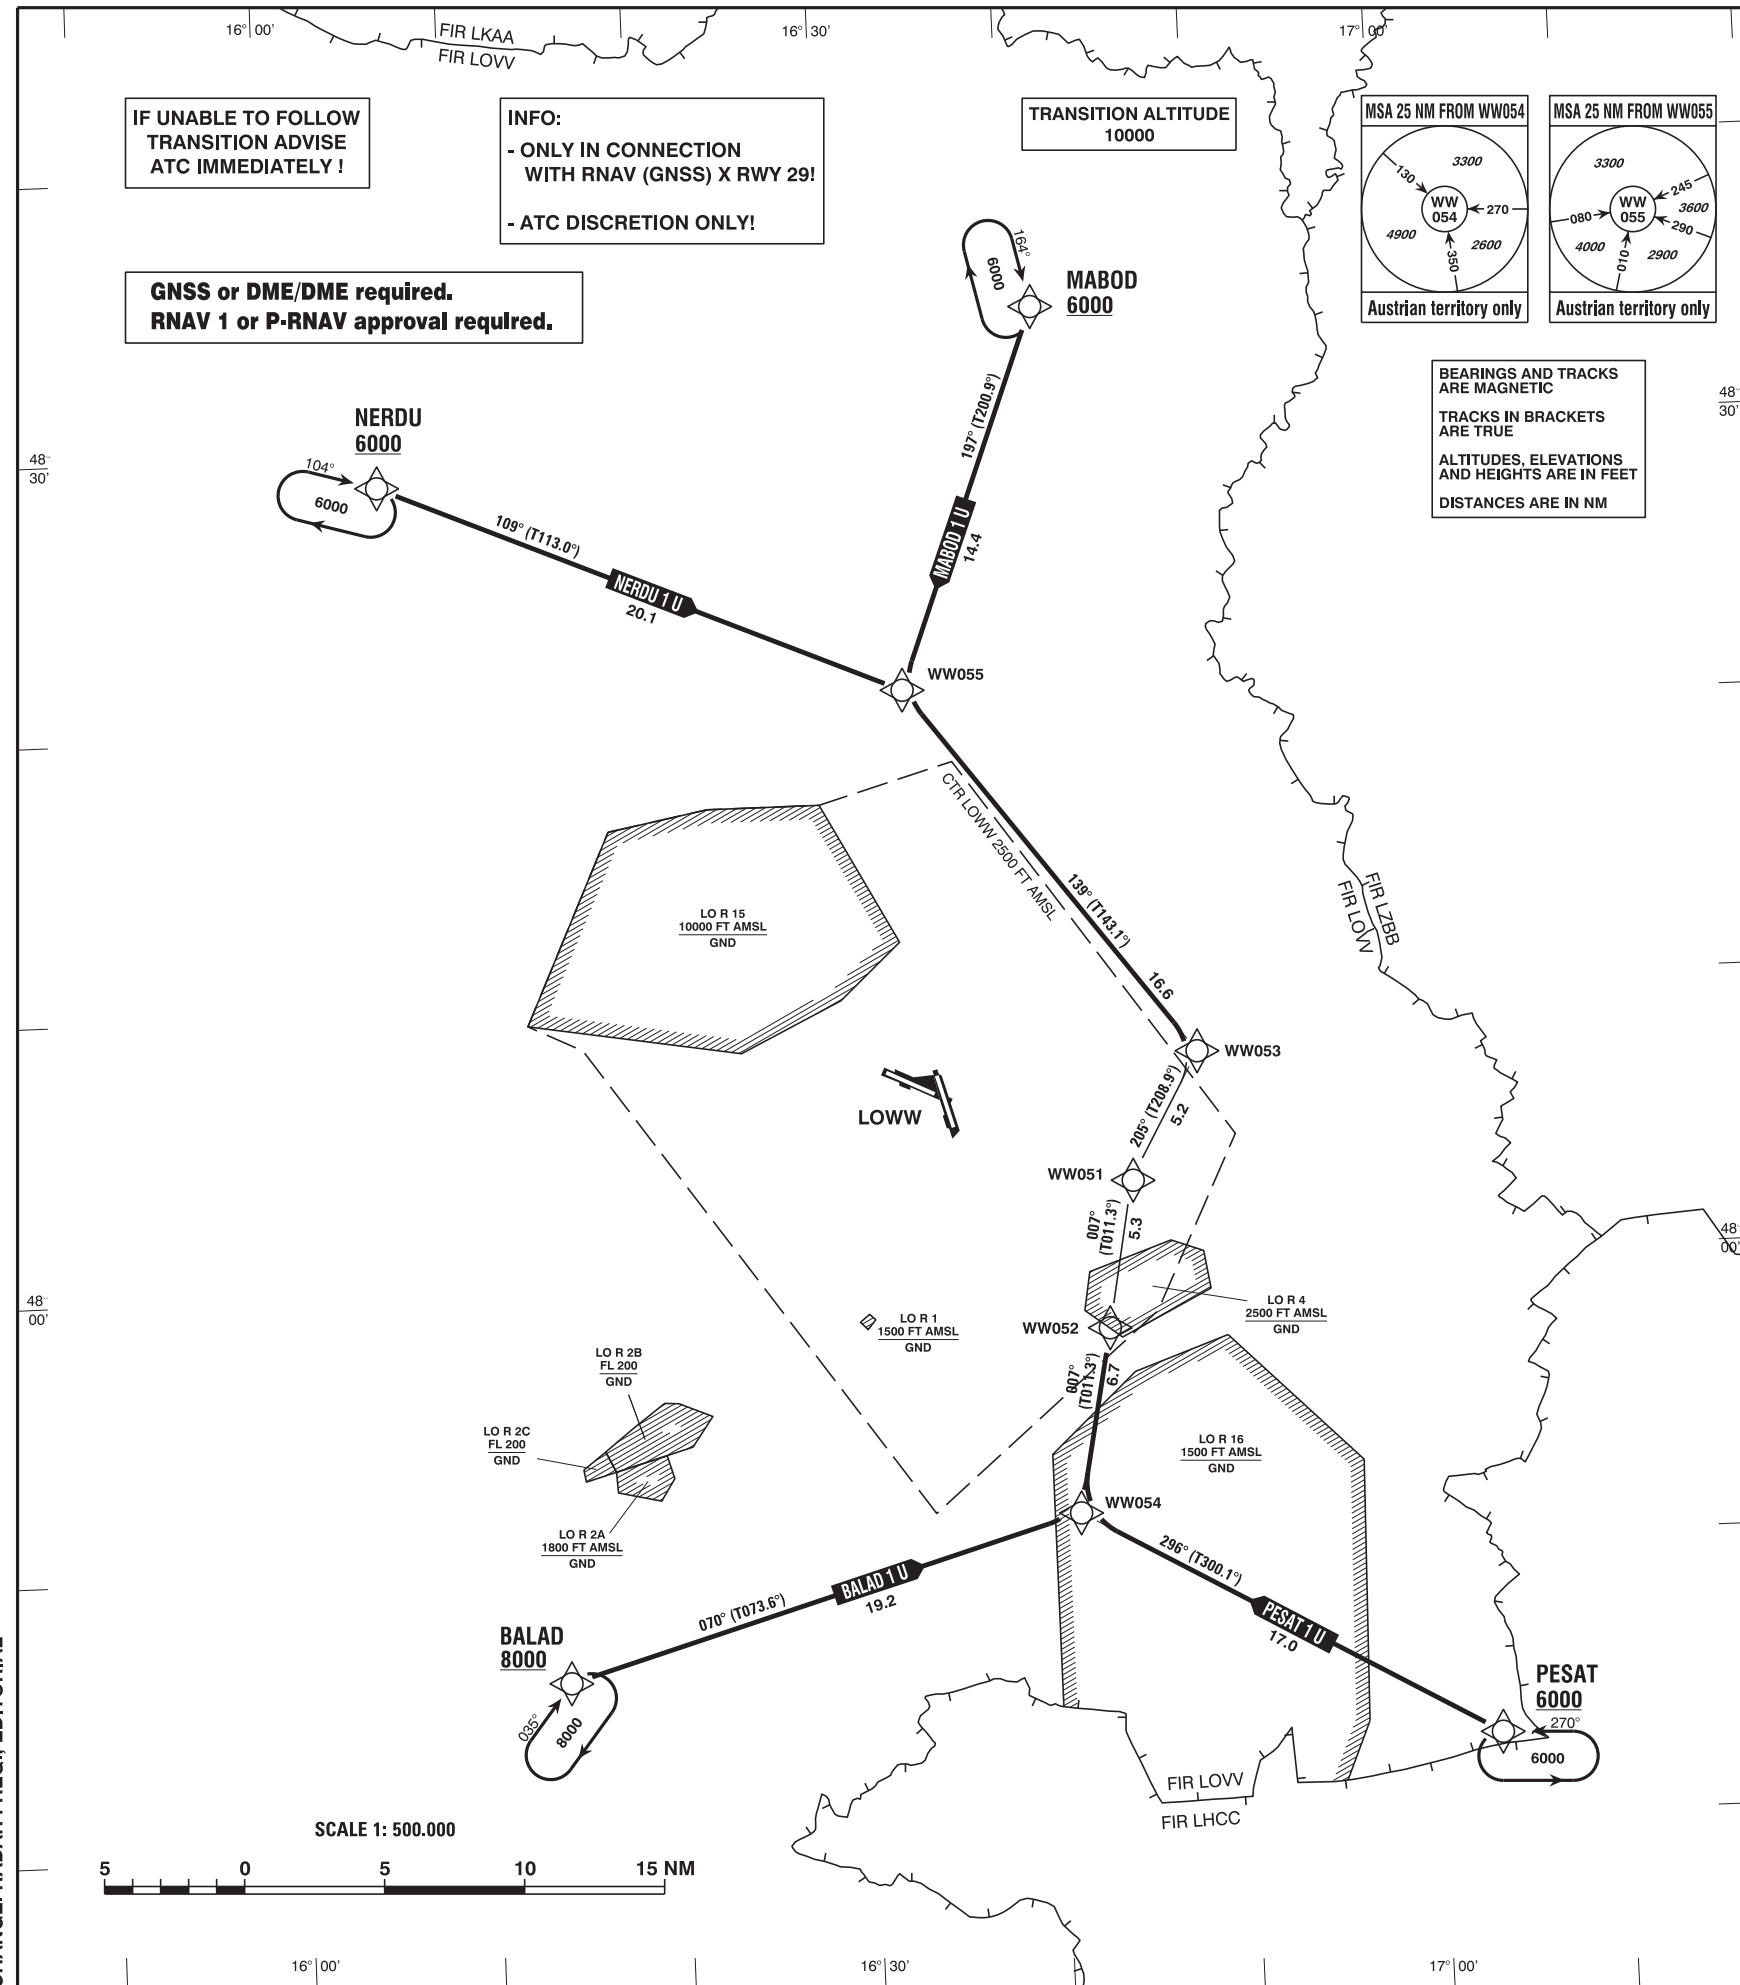 16° 00'
16° 30'
17° 00'
FIR LKAA
FIR LOVV
IF UNABLE TO FOLLOW
TRANSITION ADVISE
ATC IMMEDIATELY !
INFO:
- ONLY IN CONNECTION
WITH RNAV (GNSS) X RWY 29!
- ATC DISCRETION ONLY!
TRANSITION ALTITUDE
10000
MSA 25 NM FROM WW054
3300
130
WW
054
270
4900
2600
350
Austrian territory only
MSA 25 NM FROM WW055
3300
245
WW
055
3600
080
290
4000
2900
010
Austrian territory only
GNSS or DME/DME required.
RNAV 1 or P-RNAV approval required.
BEARINGS AND TRACKS
ARE MAGNETIC
TRACKS IN BRACKETS
ARE TRUE
ALTITUDES, ELEVATIONS
AND HEIGHTS ARE IN FEET
DISTANCES ARE IN NM
48°
30'
164°
6000
MABOD
6000
197° (T200.9°)
MABOD 1 U
14.4
NERDU
6000
48°
30'
104°
6000
109° (T113.0°)
NERDU 1 U
20.1
WW055
CTR LOWW 2500 FT AMSL
139° (T143.1°)
16.6
FIR LZBB
FIR LOVV
LO R 15
10000 FT AMSL
GND
WW053
LOWW
205° (T208.9°)
5.2
WW051
007°
(T011.3°)
5.3
48°
00'
48°
00'
LO R 4
2500 FT AMSL
GND
LO R 1
1500 FT AMSL
GND
WW052
007°
(T011.3°)
6.7
LO R 2B
FL 200
GND
LO R 2C
FL 200
GND
LO R 2A
1800 FT AMSL
GND
LO R 16
1500 FT AMSL
GND
WW054
296° (T300.1°)
PESAT 1 U
17.0
070° (T073.6°)
BALAD 1 U
19.2
BALAD
8000
035°
8000
PESAT
6000
270°
6000
FIR LOVV
FIR LHCC
SCALE 1: 500.000
5
0
5
10
15 NM
16° 00'
16° 30'
17° 00'